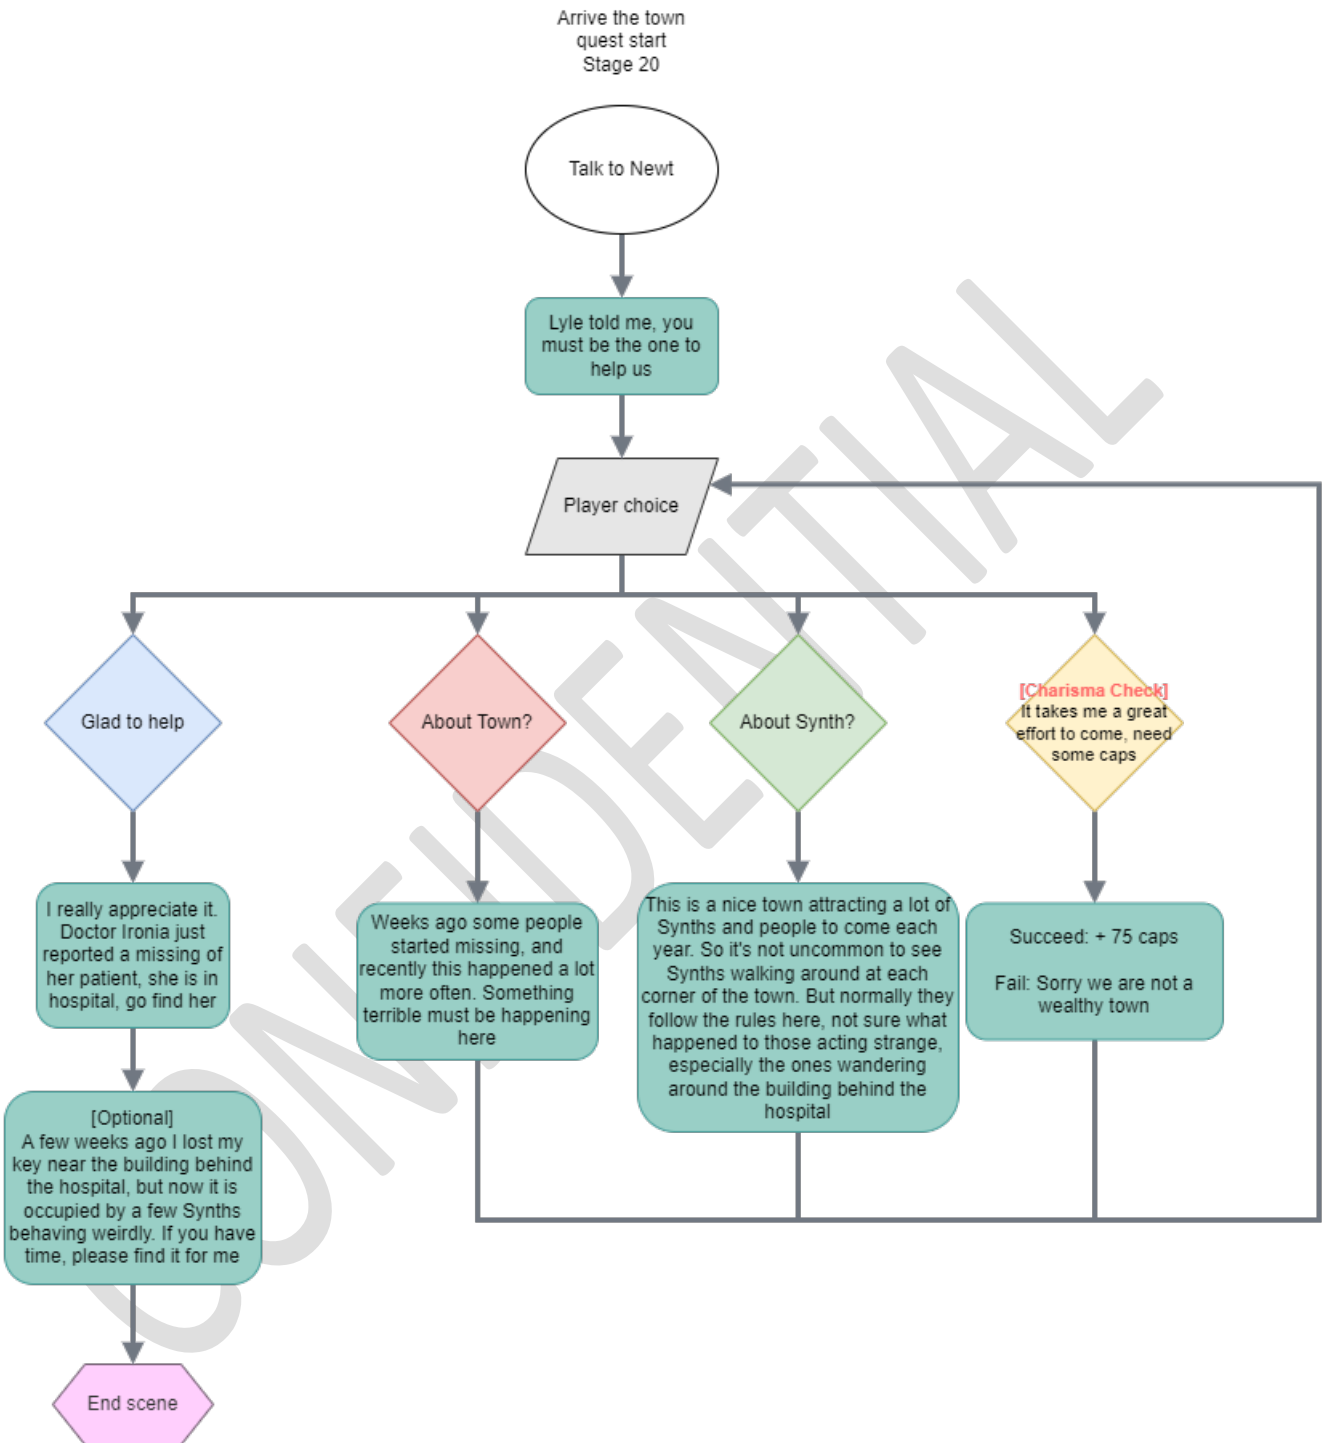 Arrive the town
quest start
Stage 20
Talk to Newt
Lyle told me, you
must be the one to
help us
Player choice
Glad to help
About Town?
About Synth?
[Charisma Check]
It takes me a great
effort to come, need
some caps
I really appreciate it.
Doctor Ironia just
reported a missing of
her patient, she is in
hospital, go find her
Weeks ago some people
started missing, and
recently this happened a lot
more often. Something
terrible must be happening
here
This is a nice town attracting a lot of
Synths and people to come each
year. So it's not uncommon to see
Synths walking around at each
corner of the town. But normally they
follow the rules here, not sure what
happened to those acting strange,
especially the ones wandering
around the building behind the
hospital
Succeed: + 75 caps
Fail: Sorry we are not a
wealthy town
[Optional]
A few weeks ago I lost my
key near the building behind
the hospital, but now it is
occupied by a few Synths
behaving weirdly. If you have
time, please find it for me
End scene
CONFIDENTIAL